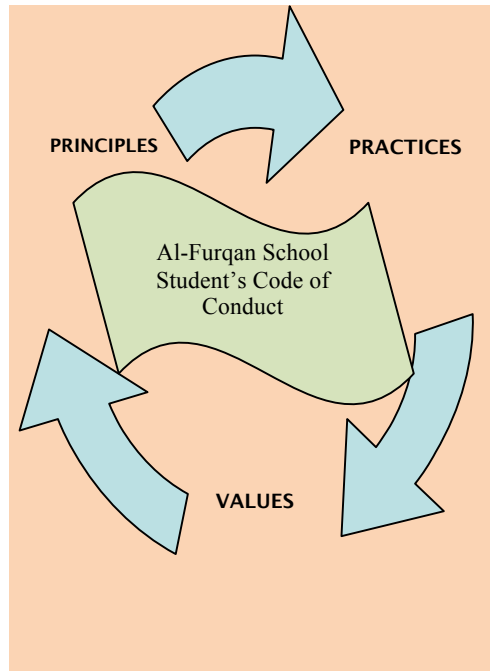 PRINCIPLES
PRACTICES
Al-Furqan School
Student's Code of
Conduct
VALUES